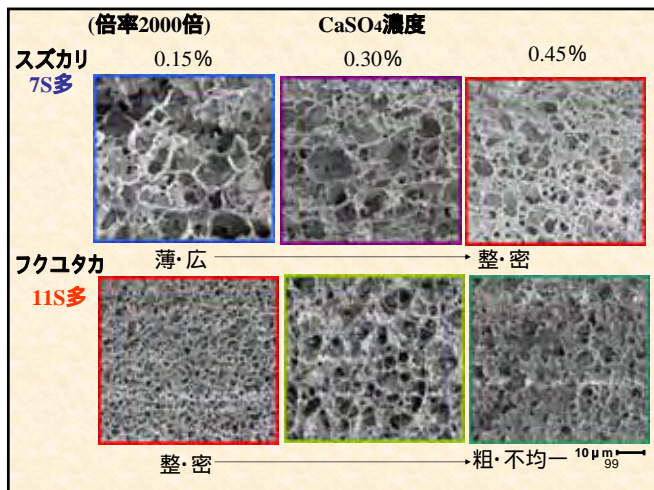 (倍率2000倍) CaSO4濃度
スズカリ 0.15% 0.30% 0.45%
7S多
薄・広 整・密
フクユタカ
11S多
整・密 粗・不均一 10μm
99